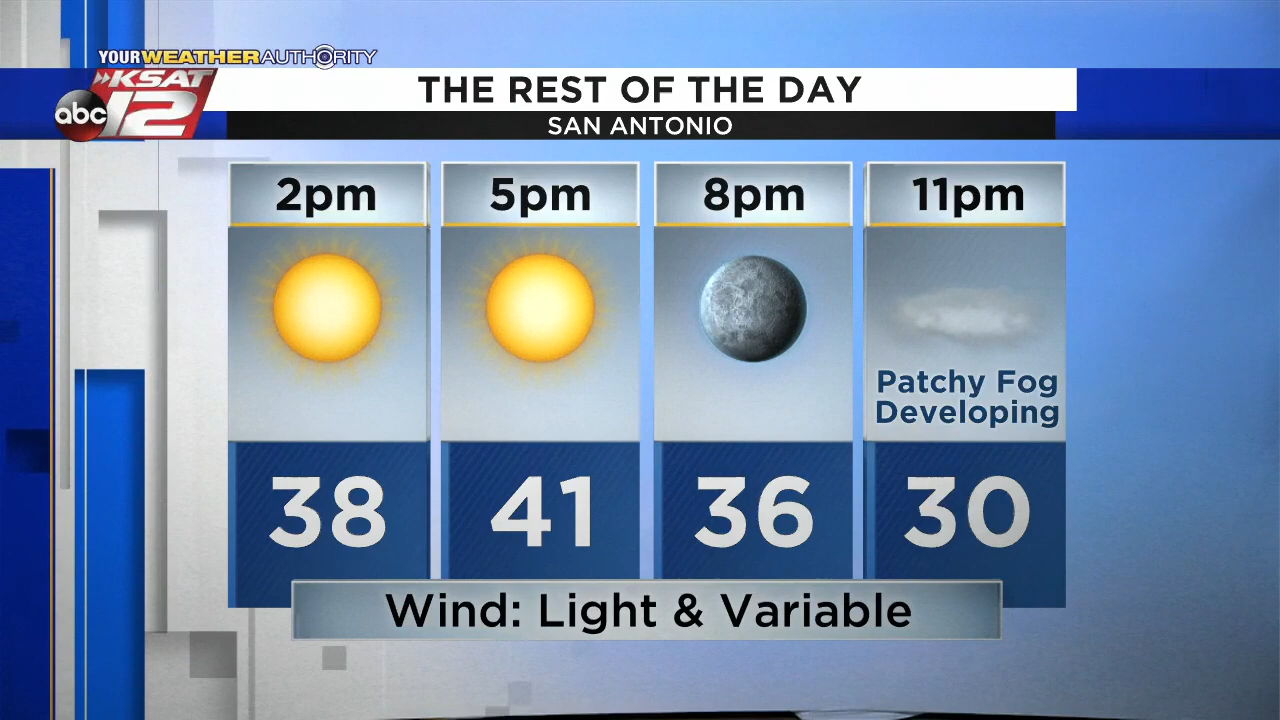 YOURWEATHERAUTHORITY
KSAT
abc 12
THE REST OF THE DAY
SAN ANTONIO
2pm 5pm 8pm 11pm
Patchy Fog
Developing
38 41 36 30
Wind: Light & Variable